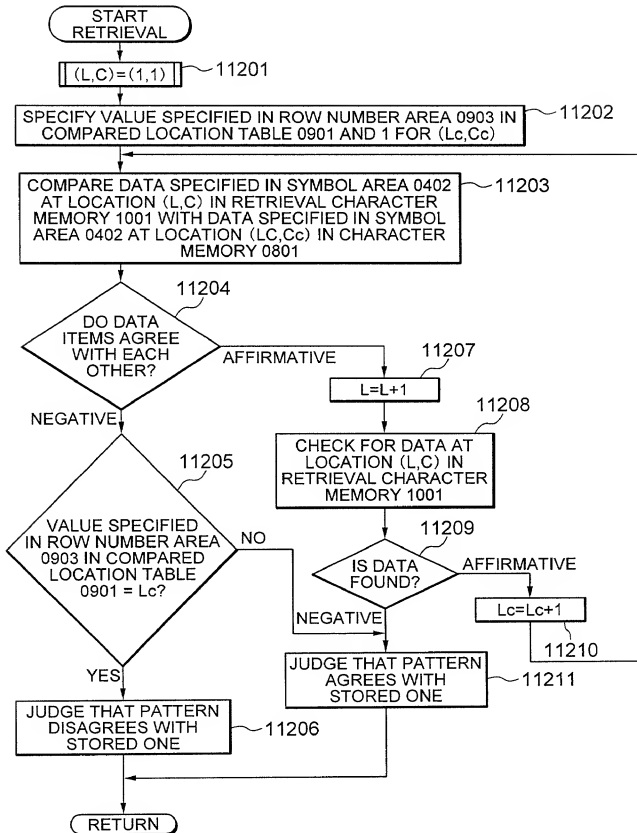 START
RETRIEVAL
(L,C)=(1,1)
11201
SPECIFY VALUE SPECIFIED IN ROW NUMBER AREA 0903 IN
COMPARED LOCATION TABLE 0901 AND 1 FOR (Lc,Cc)
11202
COMPARE DATA SPECIFIED IN SYMBOL AREA 0402
AT LOCATION (L,C) IN RETRIEVAL CHARACTER
MEMORY 1001 WITH DATA SPECIFIED IN SYMBOL
AREA 0402 AT LOCATION (LC,Cc) IN CHARACTER
MEMORY 0801
11203
11204
DO DATA
ITEMS AGREE
WITH EACH
OTHER?
AFFIRMATIVE
NEGATIVE
11207
L=L+1
11208
CHECK FOR DATA AT
LOCATION (L,C) IN
RETRIEVAL CHARACTER
MEMORY 1001
11205
VALUE SPECIFIED
IN ROW NUMBER AREA
0903 IN COMPARED
LOCATION TABLE
0901 = Lc?
NO
YES
11209
IS DATA
FOUND?
AFFIRMATIVE
NEGATIVE
Lc=Lc+1
11210
JUDGE THAT PATTERN
AGREES WITH
STORED ONE
11211
JUDGE THAT PATTERN
DISAGREES WITH
STORED ONE
11206
RETURN